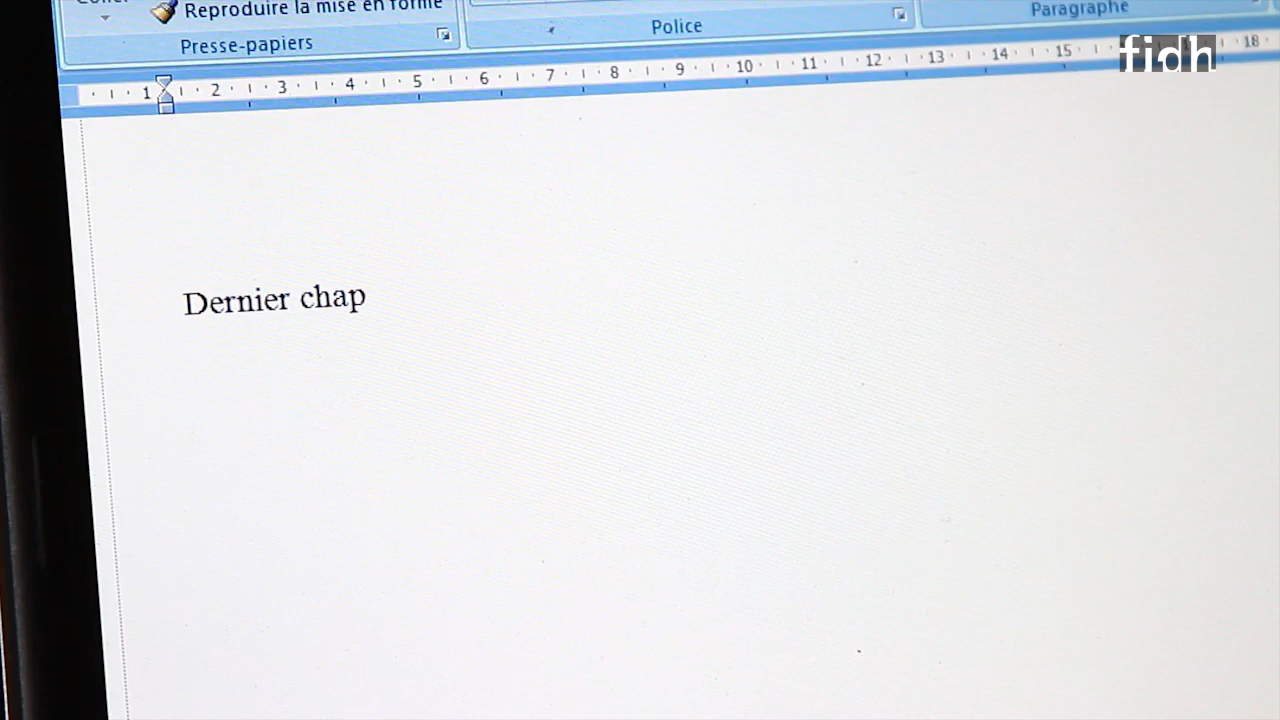 Reproduire la mise en forme
Presse-papiers
Police
Paragraphe
fidh
1 2 3 4 5 6 7 8 9 10 11 12 13 14 15 18
Dernier chap